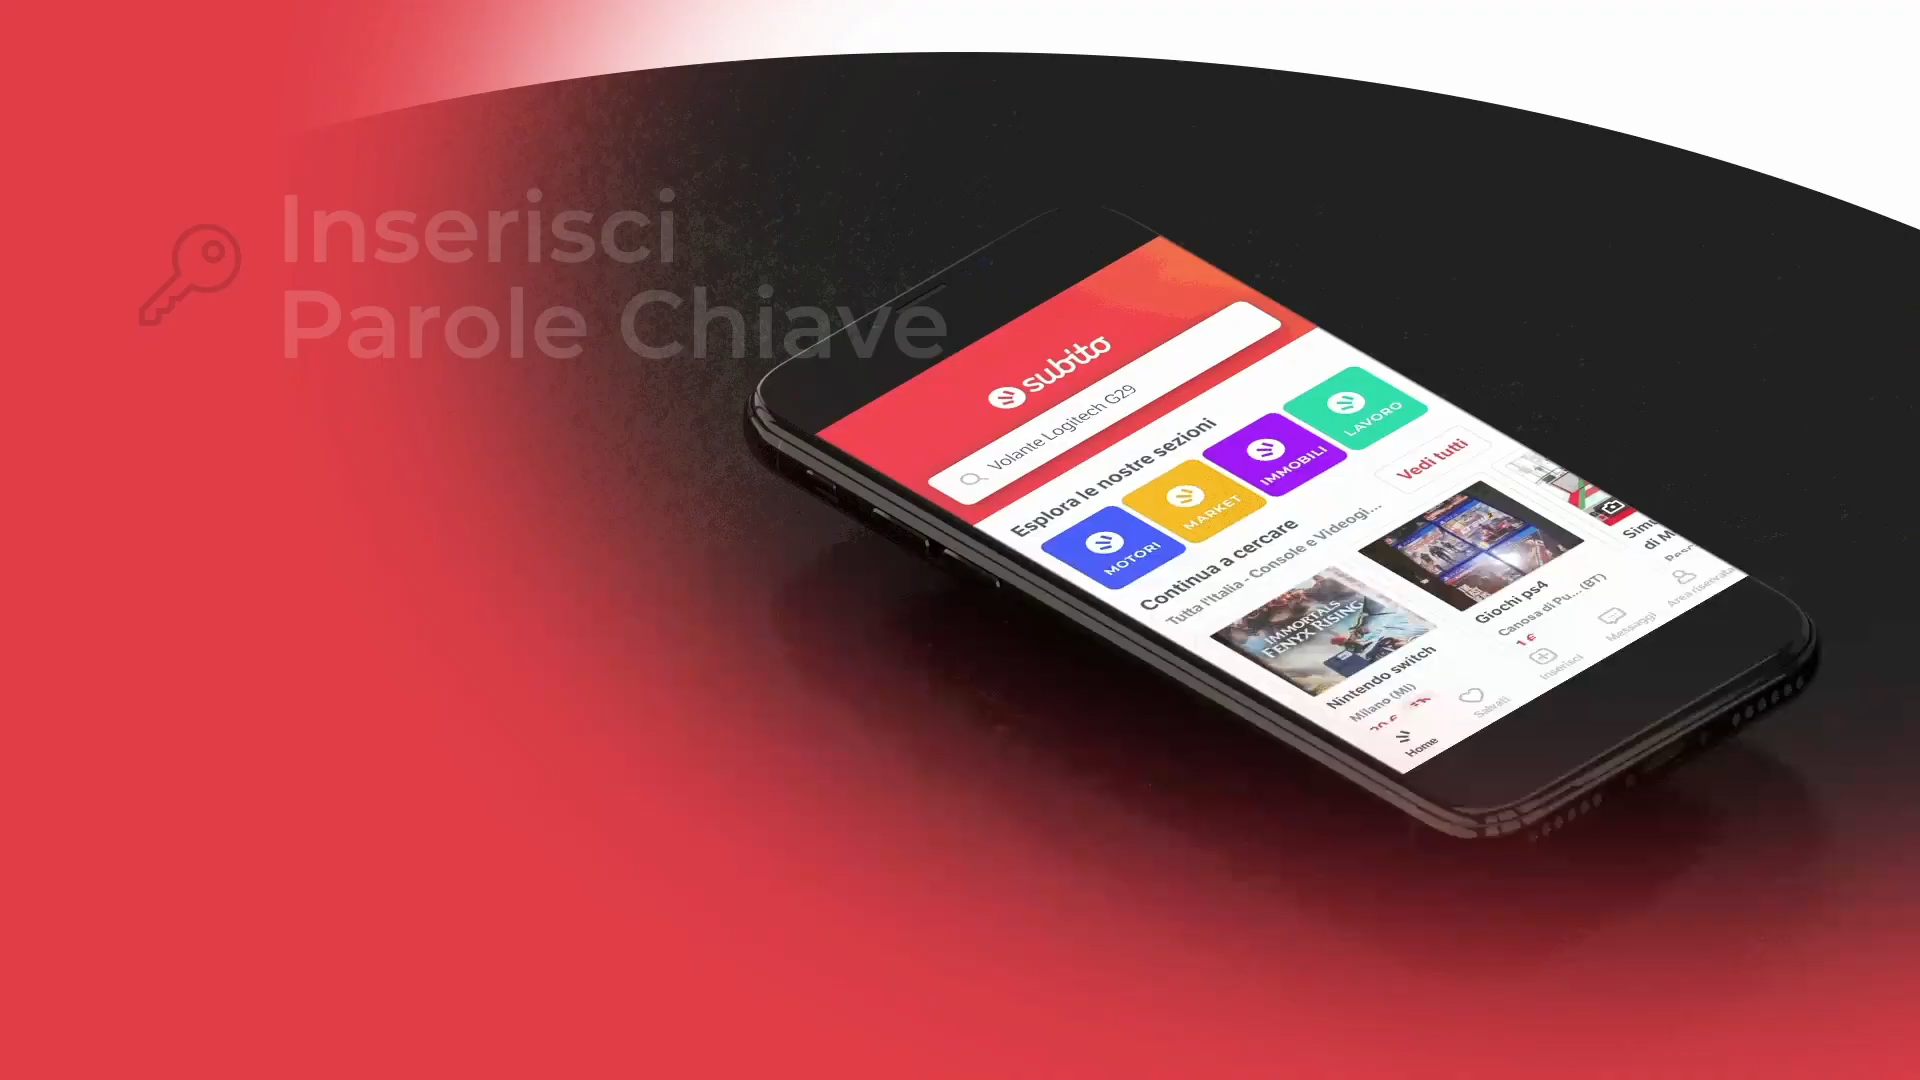 Inserisci
Parole Chiave
subito
Volante Logitech G29
Esplora le nostre sezioni
MOTORI
MARKET
IMMOBILI
LAVORO
Continua a cercare
Vedi tutti
Tutta l'Italia - Console e Videogi...
IMMORTALS
FENYX RISING
Nintendo switch
Milano (MI)
Giochi ps4
Canosa di Pu... (BT)
1 €
di M
Home
Salvati
Inserisci
Messaggi
Area riservata